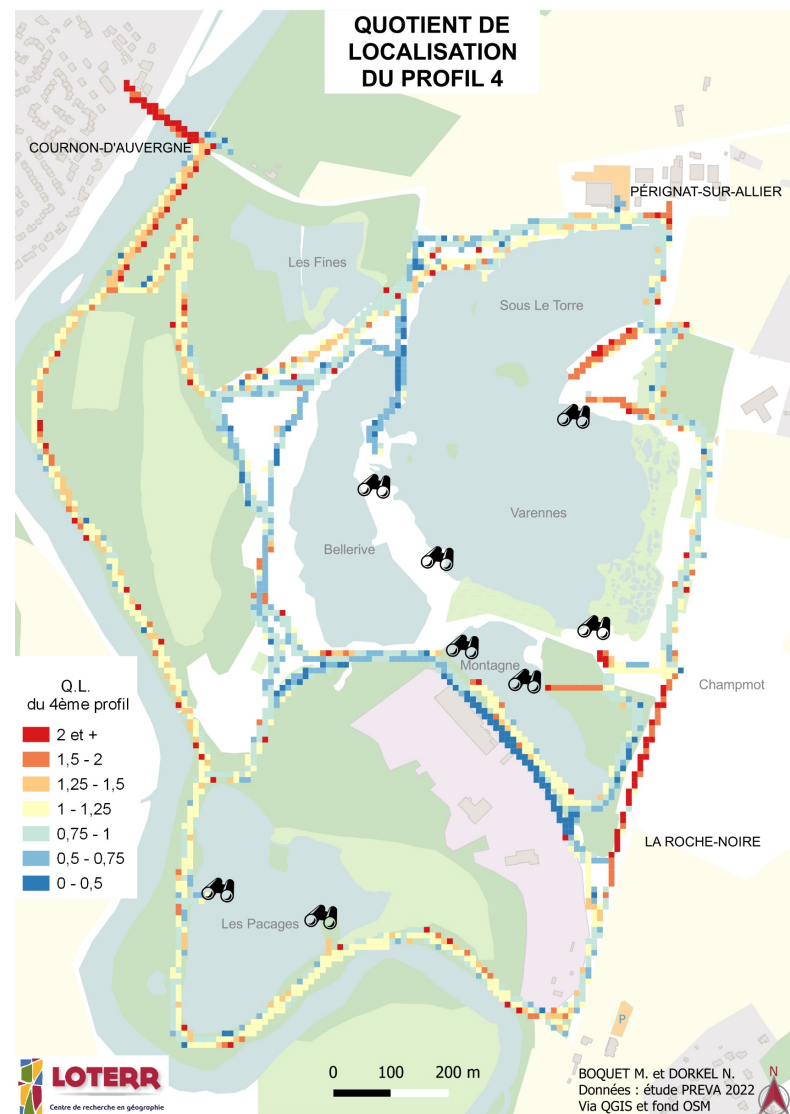 QUOTIENT DE
LOCALISATION
DU PROFIL 4
COURNON-D'AUVERGNE
PÉRIGNAT-SUR-ALLIER
Les Fines
Sous Le Torre
Varennes
Bellerive
Montagne
Champmot
Q.L.
du 4ème profil
2 et +
1,5 - 2
1,25 - 1,5
1 - 1,25
0,75 - 1
0,5 - 0,75
0 - 0,5
LA ROCHE-NOIRE
Les Pacages
P
LOTERR
Centre de recherche en géographie
0 100 200 m
BOQUET M. et DORKEL N.
Données : étude PREVA 2022
Via QGIS et fond OSM
N